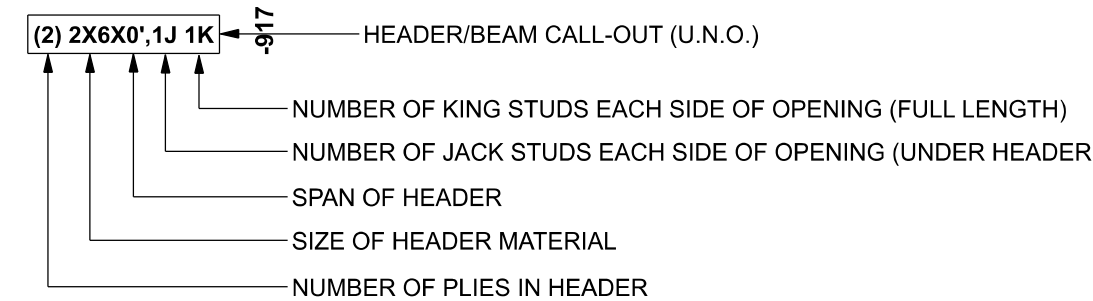 (2) 2X6X0',1J 1K
-917
HEADER/BEAM CALL-OUT (U.N.O.)
NUMBER OF KING STUDS EACH SIDE OF OPENING (FULL LENGTH)
NUMBER OF JACK STUDS EACH SIDE OF OPENING (UNDER HEADER
SPAN OF HEADER
SIZE OF HEADER MATERIAL
NUMBER OF PLIES IN HEADER